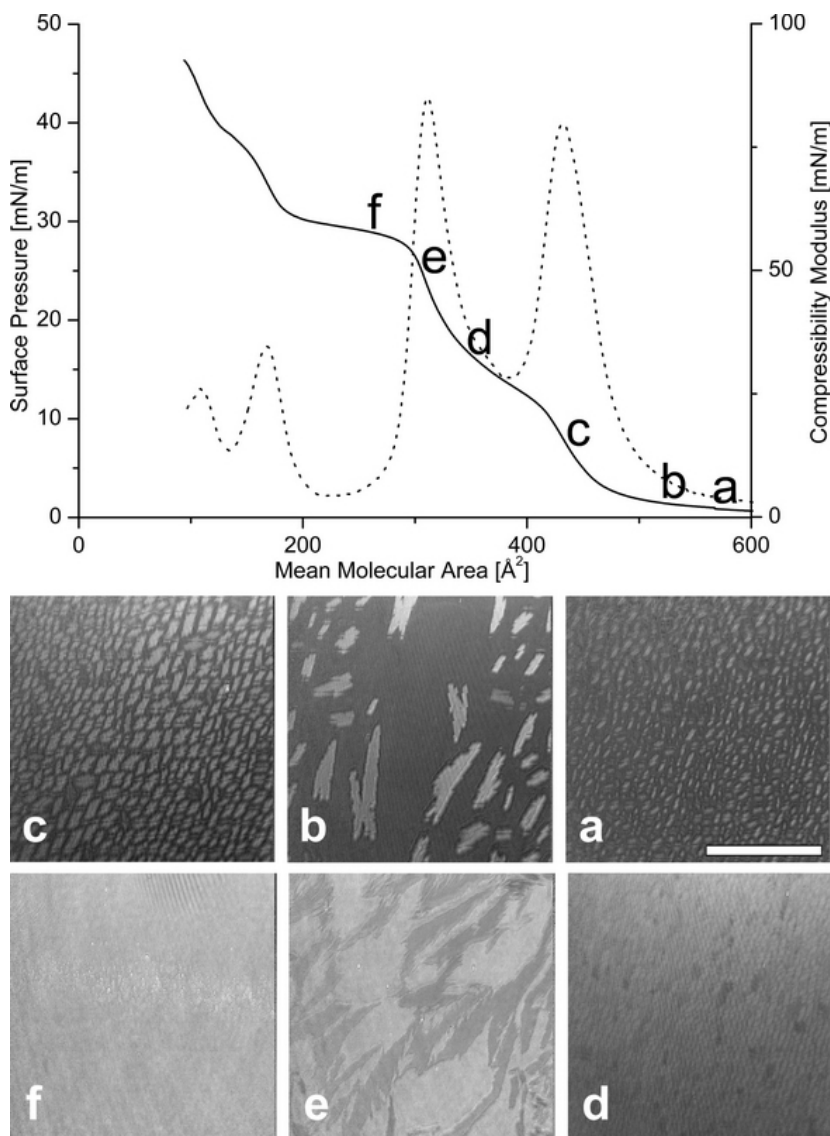 50
40
30
20
10
0
Surface Pressure [mN/m]
100
50
0
Compressibility Modulus [mN/m]
f
e
d
c
b
a
0
200
400
600
Mean Molecular Area [Å²]
c
b
a
f
e
d